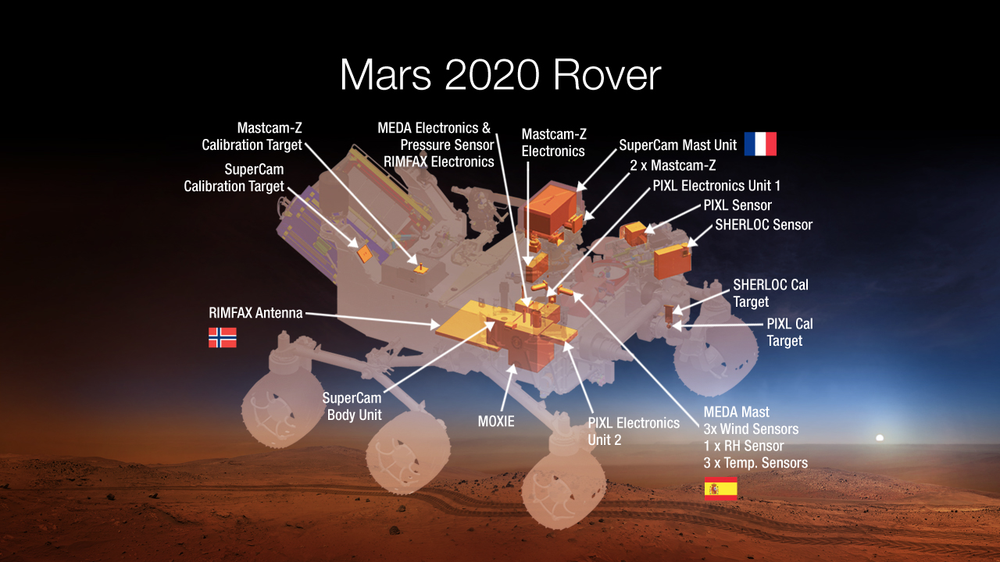 Mars 2020 Rover
Mastcam-Z
Calibration Target
SuperCam
Calibration Target
MEDA Electronics &
Pressure Sensor
RIMFAX Electronics
Mastcam-Z
Electronics
SuperCam Mast Unit
2 x Mastcam-Z
PIXL Electronics Unit 1
PIXL Sensor
SHERLOC Sensor
SHERLOC Cal
Target
PIXL Cal
Target
RIMFAX Antenna
SuperCam
Body Unit
MOXIE
PIXL Electronics
Unit 2
MEDA Mast
3x Wind Sensors
1 x RH Sensor
3 x Temp. Sensors